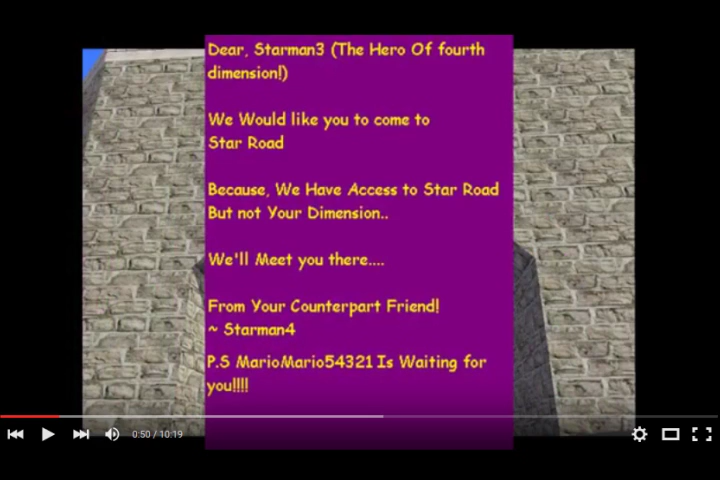 Dear, Starman3 (The Hero Of fourth
dimension!)
We Would like you to come to
Star Road
Because, We Have Access to Star Road
But not Your Dimension..
We'll Meet you there....
From Your Counterpart Friend!
~ Starman4
P.S MarioMario54321 Is Waiting for
you!!!!
0:50 / 10:19